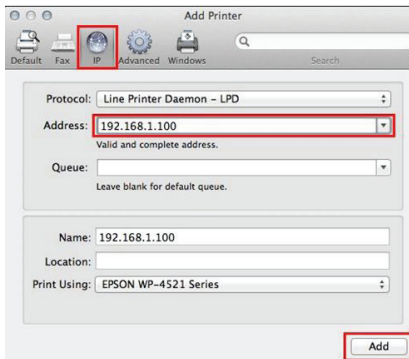 Add Printer
Default Fax IP Advanced Windows Search
Protocol: Line Printer Daemon – LPD
Address: 192.168.1.100
Valid and complete address.
Queue:
Leave blank for default queue.
Name: 192.168.1.100
Location:
Print Using: EPSON WP-4521 Series
Add